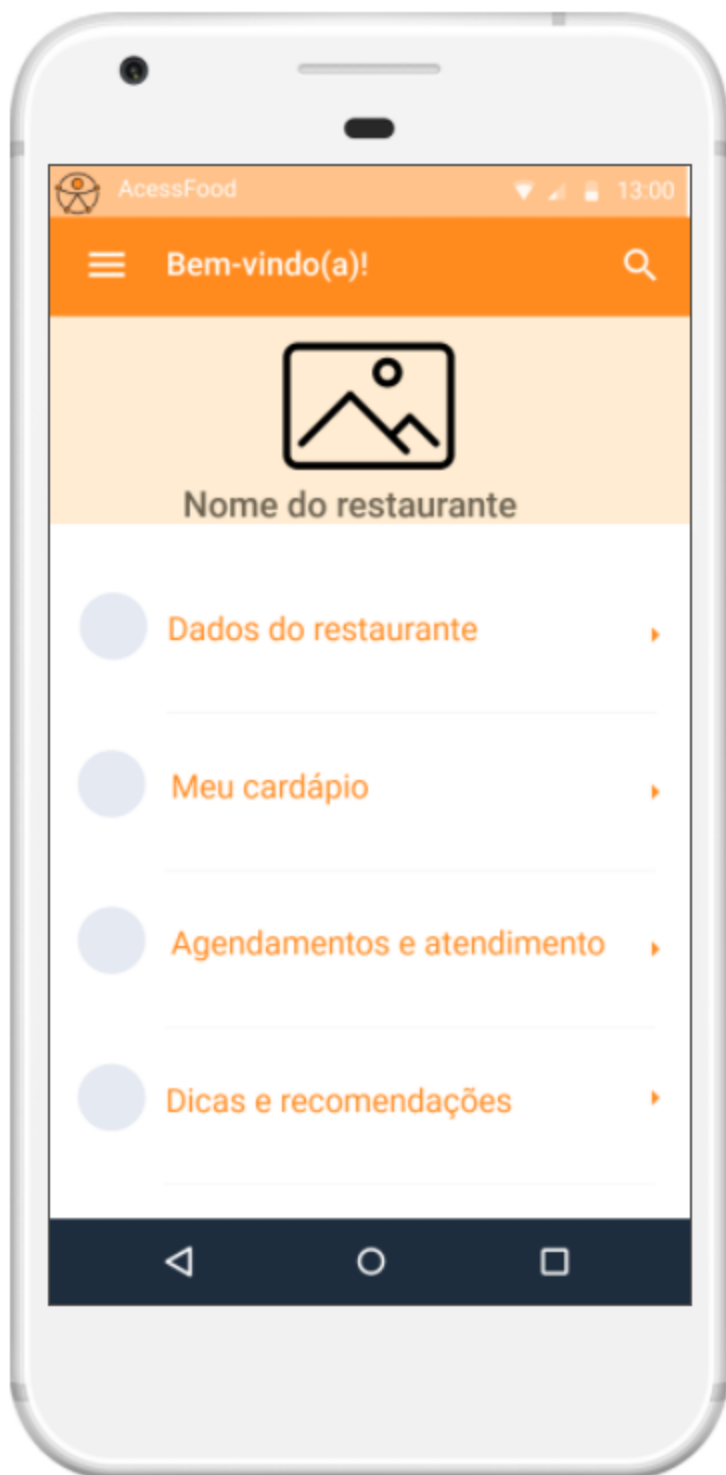 AcessFood 13:00
Bem-vindo(a)!
Nome do restaurante
Dados do restaurante
Meu cardápio
Agendamentos e atendimento
Dicas e recomendações